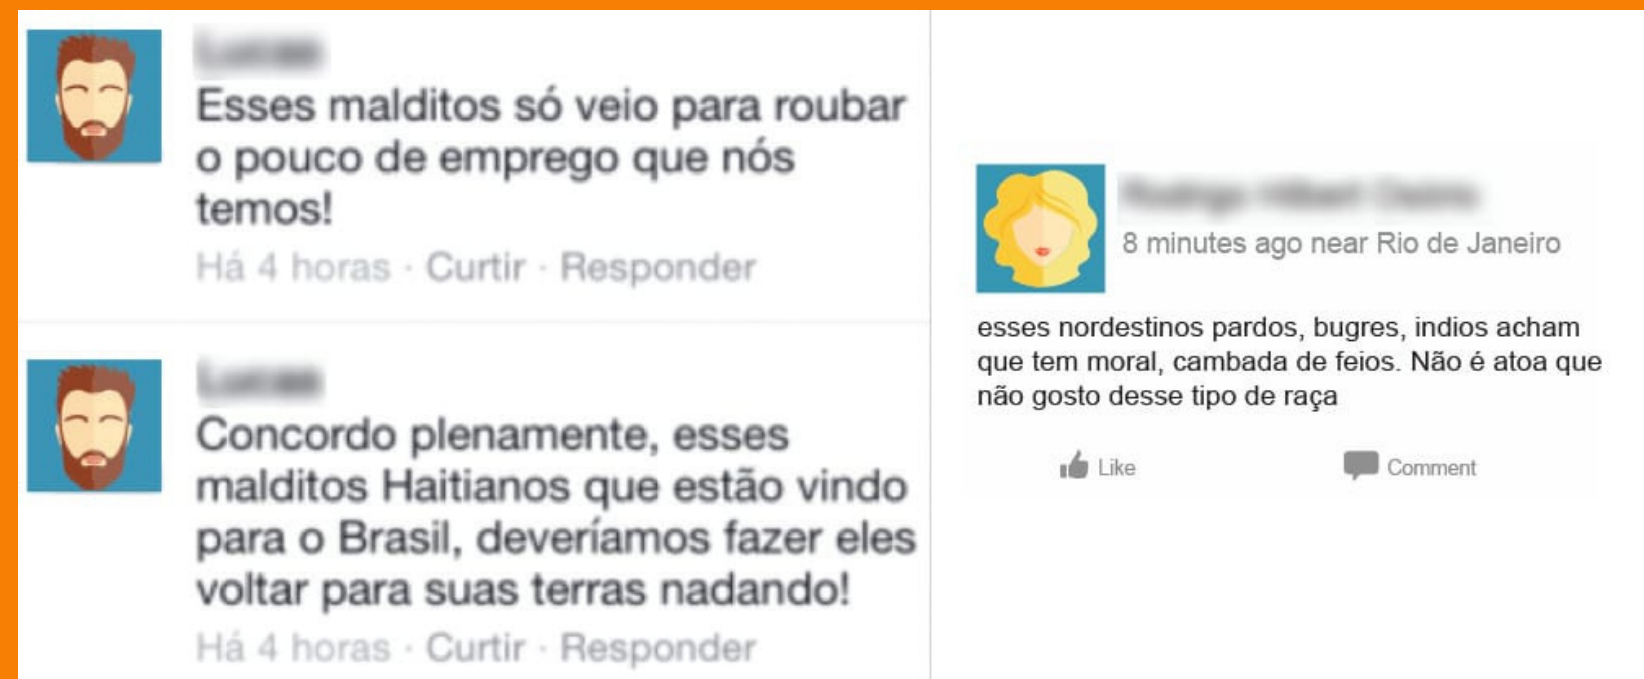 Esses malditos só veio para roubar
o pouco de emprego que nós
temos!
Há 4 horas · Curtir · Responder
Concordo plenamente, esses
malditos Haitianos que estão vindo
para o Brasil, deveríamos fazer eles
voltar para suas terras nadando!
Há 4 horas · Curtir · Responder
8 minutes ago near Rio de Janeiro
esses nordestinos pardos, bugres, indios acham
que tem moral, cambada de feios. Não é atoa que
não gosto desse tipo de raça
Like
Comment